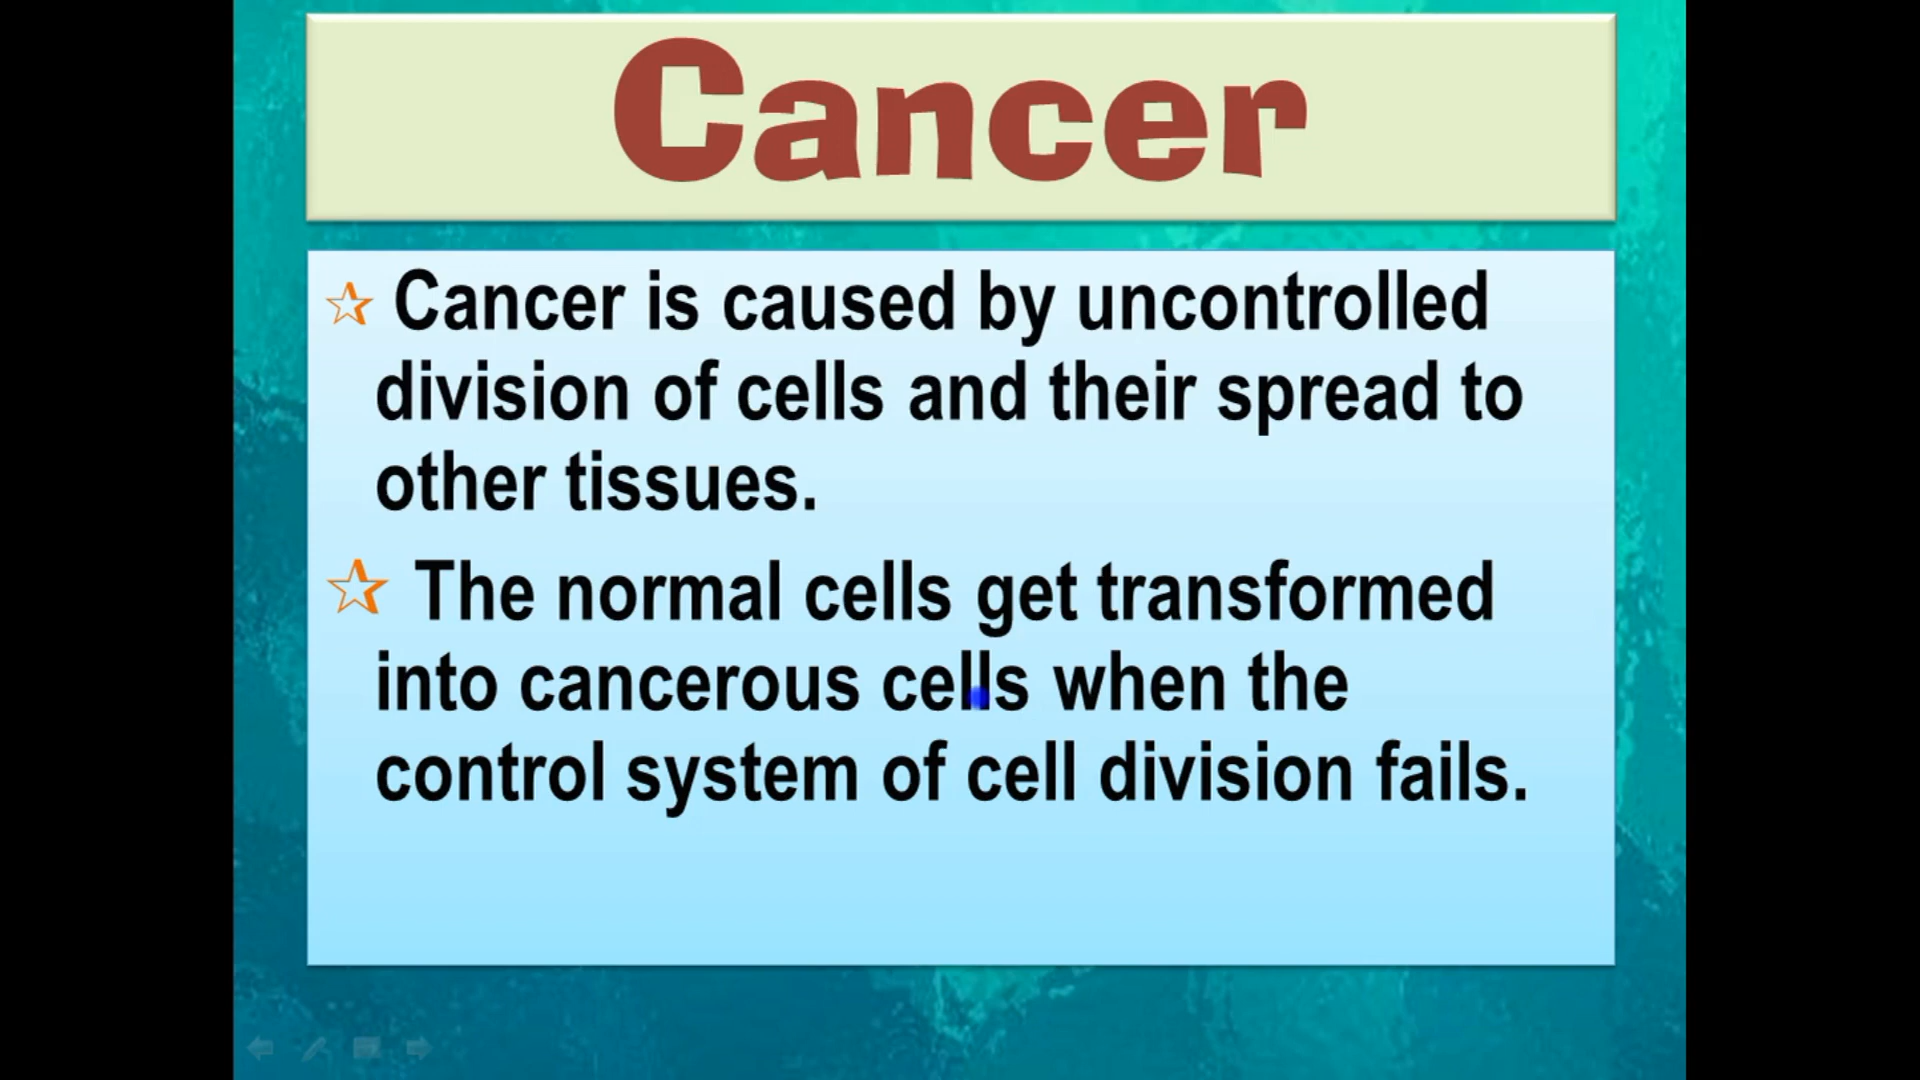 Cancer
Cancer is caused by uncontrolled
division of cells and their spread to
other tissues.
The normal cells get transformed
into cancerous cells when the
control system of cell division fails.